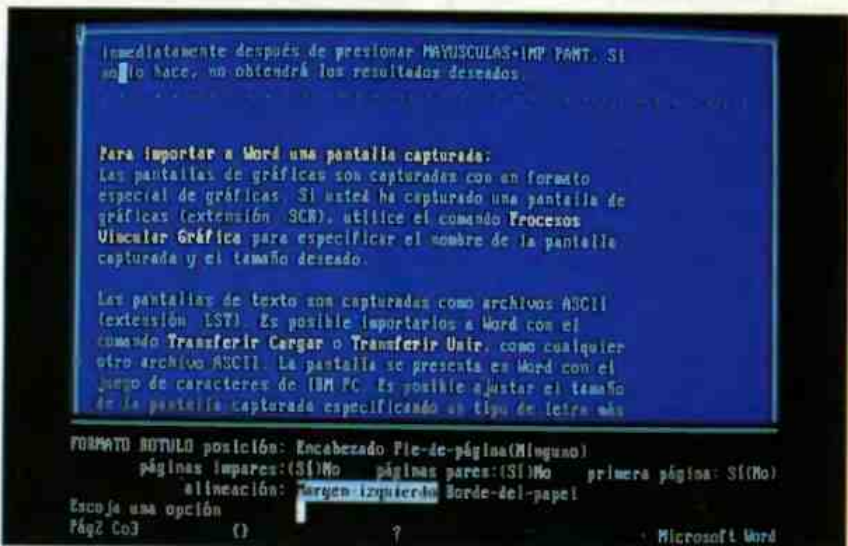 inmediatamente después de presionar MAYUSCULAS+IMP PANT. Si
no lo hace, no obtendrá los resultados deseados.
Para importar a Word una pantalla capturada:
Las pantallas de gráficas son capturadas con un formato
especial de gráficas. Si usted ha capturado una pantalla de
gráficas (extensión .SCR), utilice el comando Procesos
Vincular Gráfica para especificar el nombre de la pantalla
capturada y el tamaño deseado.
Las pantallas de texto son capturadas como archivos ASCII
(extensión .LST). Es posible importarlos a Word con el
comando Transferir Cargar o Transferir Unir, como cualquier
otro archivo ASCII. La pantalla se presenta en Word con el
juego de caracteres de IBM PC. Es posible ajustar el tamaño
de la pantalla capturada especificando un tipo de letra más
FORMATO ROTULO posición: Encabezado Pie-de-página(Ninguno)
páginas impares:(Sí)No páginas pares:(Sí)No primera página: Sí(No)
alineación: Margen-izquierdo Borde-del-papel
Escoja una opción
Pág2 Co3 {} ? Microsoft Word